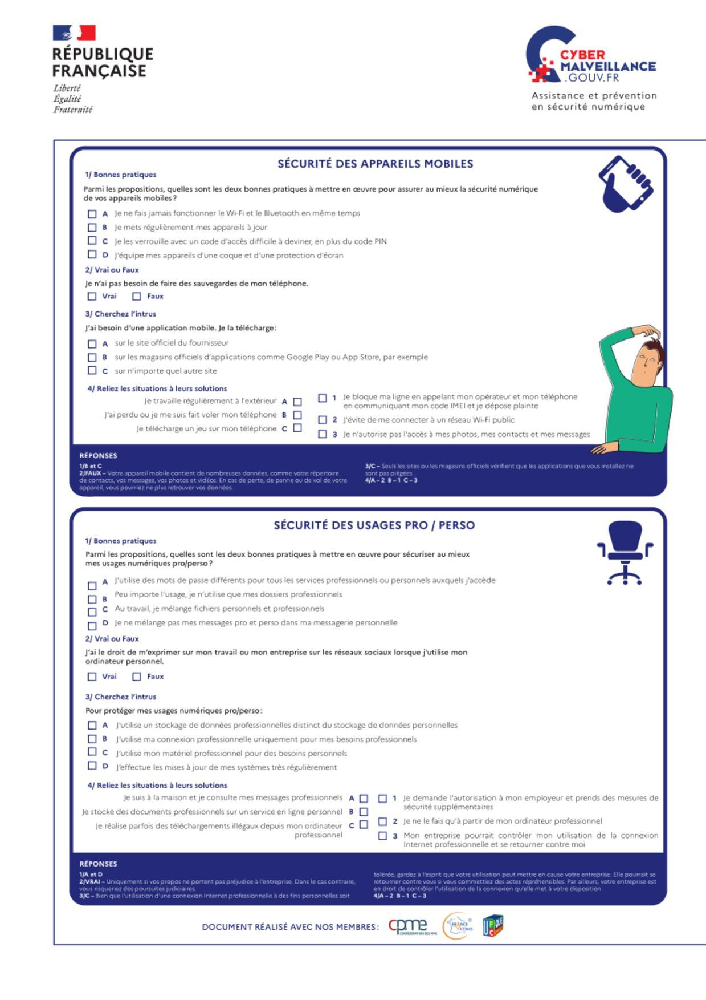 RÉPUBLIQUE
FRANÇAISE
Liberté
Égalité
Fraternité
CYBER
MALVEILLANCE
.GOUV.FR
Assistance et prévention
en sécurité numérique
SÉCURITÉ DES APPAREILS MOBILES
1/ Bonnes pratiques
Parmi les propositions, quelles sont les deux bonnes pratiques à mettre en œuvre pour assurer au mieux la sécurité numérique
de vos appareils mobiles ?
A Je ne fais jamais fonctionner le Wi-Fi et le Bluetooth en même temps
B Je mets régulièrement mes appareils à jour
C Je les verrouille avec un code d'accès difficile à deviner, en plus du code PIN
D J'équipe mes appareils d'une coque et d'une protection d'écran
2/ Vrai ou Faux
Je n'ai pas besoin de faire des sauvegardes de mon téléphone.
Vrai Faux
3/ Cherchez l'intrus
J'ai besoin d'une application mobile. Je la télécharge :
A sur le site officiel du fournisseur
B sur les magasins officiels d'applications comme Google Play ou App Store, par exemple
C sur n'importe quel autre site
4/ Reliez les situations à leurs solutions
Je travaille régulièrement à l'extérieur A
J'ai perdu ou je me suis fait voler mon téléphone B
Je télécharge un jeu sur mon téléphone C
1 Je bloque ma ligne en appelant mon opérateur et mon téléphone
en communiquant mon code IMEI et je dépose plainte
2 J'évite de me connecter à un réseau Wi-Fi public
3 Je n'autorise pas l'accès à mes photos, mes contacts et mes messages
RÉPONSES
1/B et C
2/FAUX – Votre appareil mobile contient de nombreuses données, comme votre répertoire
de contacts, vos messages, vos photos et vidéos. En cas de perte, de panne ou de vol de votre
appareil, vous pourriez ne plus retrouver vos données.
3/C – Seuls les sites ou les magasins officiels vérifient que les applications que vous installez ne
sont pas piégées.
4/A – 2 B – 1 C – 3
SÉCURITÉ DES USAGES PRO / PERSO
1/ Bonnes pratiques
Parmi les propositions, quelles sont les deux bonnes pratiques à mettre en œuvre pour sécuriser au mieux
mes usages numériques pro/perso ?
A J'utilise des mots de passe différents pour tous les services professionnels ou personnels auxquels j'accède
B Peu importe l'usage, je n'utilise que mes dossiers professionnels
C Au travail, je mélange fichiers personnels et professionnels
D Je ne mélange pas mes messages pro et perso dans ma messagerie personnelle
2/ Vrai ou Faux
J'ai le droit de m'exprimer sur mon travail ou mon entreprise sur les réseaux sociaux lorsque j'utilise mon
ordinateur personnel.
Vrai Faux
3/ Cherchez l'intrus
Pour protéger mes usages numériques pro/perso :
A J'utilise un stockage de données professionnelles distinct du stockage de données personnelles
B J'utilise ma connexion professionnelle uniquement pour mes besoins professionnels
C J'utilise mon matériel professionnel pour des besoins personnels
D J'effectue les mises à jour de mes systèmes très régulièrement
4/ Reliez les situations à leurs solutions
Je suis à la maison et je consulte mes messages professionnels A
Je stocke des documents professionnels sur un service en ligne personnel B
Je réalise parfois des téléchargements illégaux depuis mon ordinateur C
professionnel
1 Je demande l'autorisation à mon employeur et prends des mesures de
sécurité supplémentaires
2 Je ne le fais qu'à partir de mon ordinateur professionnel
3 Mon entreprise pourrait contrôler mon utilisation de la connexion
Internet professionnelle et se retourner contre moi
RÉPONSES
1/A et D
2/VRAI – Uniquement si vos propos ne portent pas préjudice à l'entreprise. Dans le cas contraire,
vous risqueriez des poursuites judiciaires.
3/C – Bien que l'utilisation d'une connexion Internet professionnelle à des fins personnelles soit
tolérée, gardez à l'esprit que votre utilisation peut mettre en cause votre entreprise. Elle pourrait se
retourner contre vous si vous commettiez des actes répréhensibles. Par ailleurs, votre entreprise est
en droit de contrôler l'utilisation de la connexion qu'elle met à votre disposition.
4/A – 2 B – 1 C – 3
DOCUMENT RÉALISÉ AVEC NOS MEMBRES :
cpme
CONFÉDÉRATION DES PME
FRANCE
VICTIMES
UFC QUE